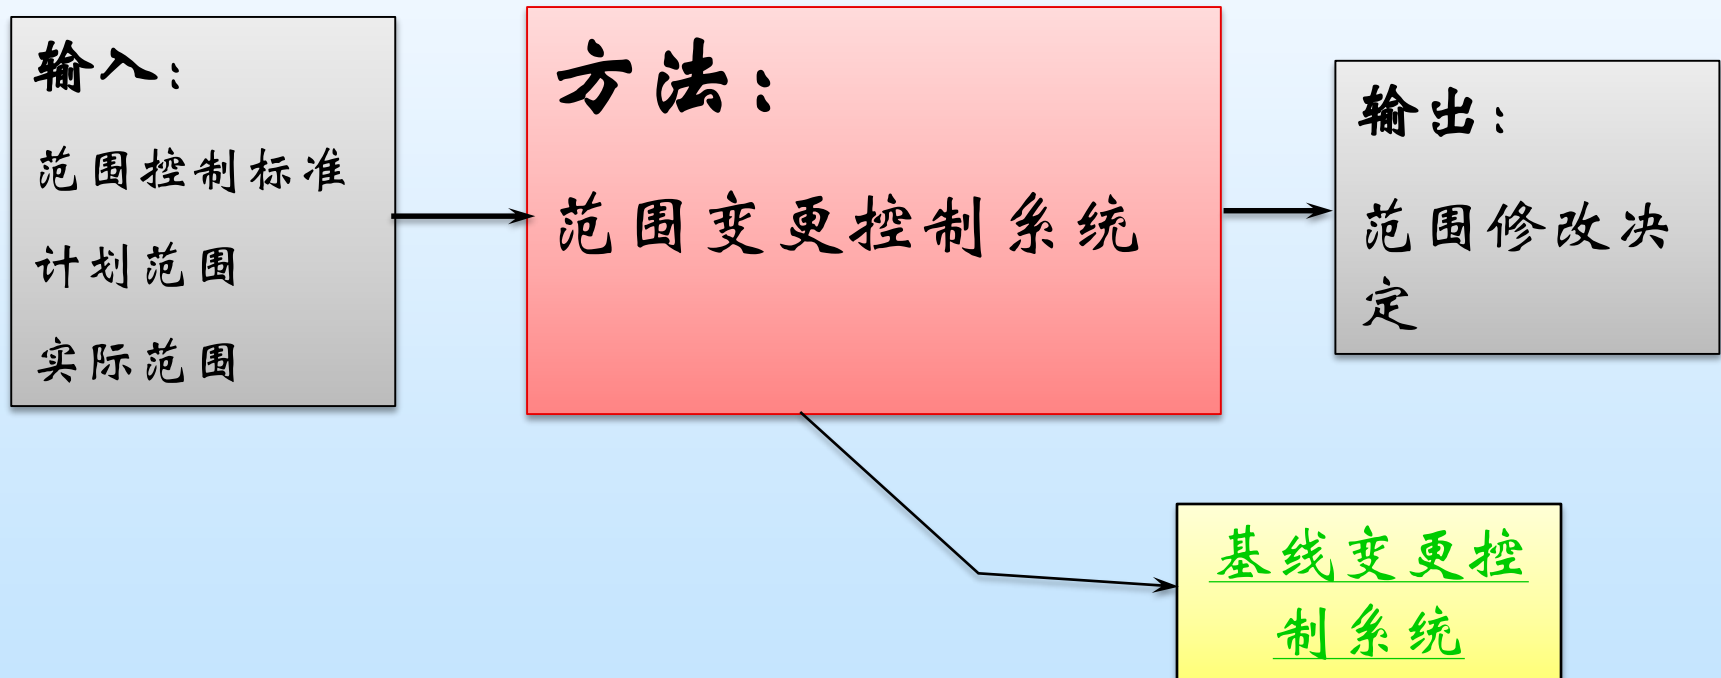 输入：
范围控制标准
计划范围
实际范围
方法：
范围变更控制系统
输出：
范围修改决
定
基线变更控
制系统